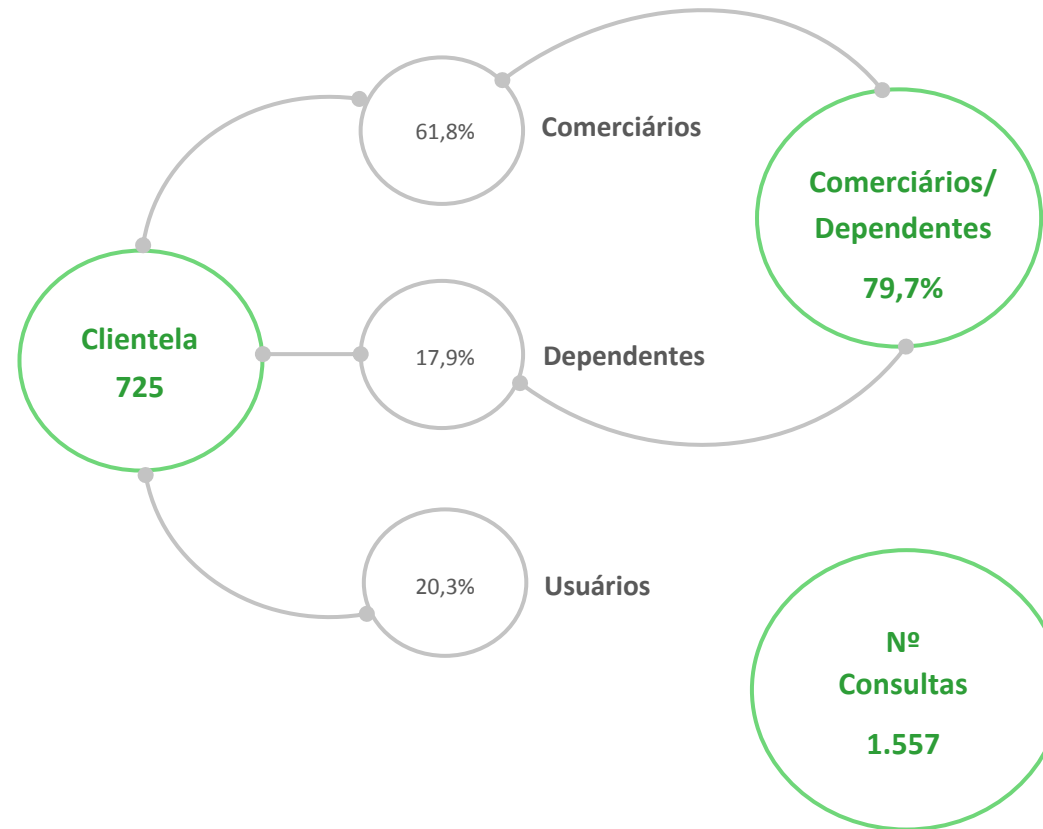 61,8%
Comerciários
Comerciários/
Dependentes
79,7%
Clientela
725
17,9%
Dependentes
20,3%
Usuários
Nº
Consultas
1.557